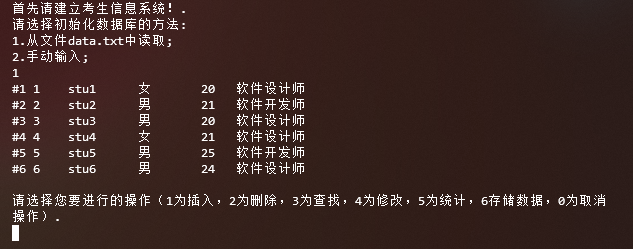 首先请建立考生信息系统！.
请选择初始化数据库的方法:
1.从文件data.txt中读取;
2.手动输入;
1
#1 1 stu1 女 20 软件设计师
#2 2 stu2 男 21 软件开发师
#3 3 stu3 男 20 软件设计师
#4 4 stu4 女 21 软件设计师
#5 5 stu5 男 25 软件开发师
#6 6 stu6 男 24 软件设计师
请选择您要进行的操作（1为插入，2为删除，3为查找，4为修改，5为统计，6存储数据，0为取消
操作）.